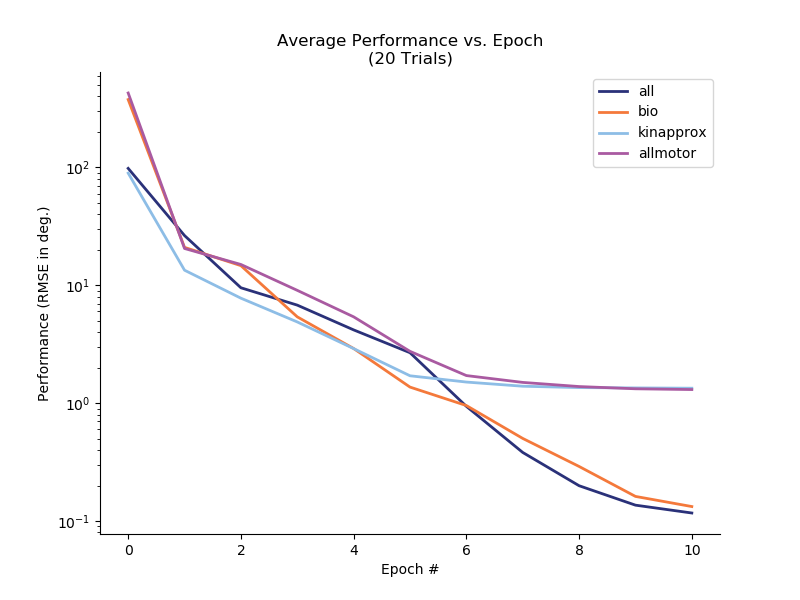 Average Performance vs. Epoch
(20 Trials)
all
bio
kinapprox
allmotor
Performance (RMSE in deg.)
10²
10¹
10⁰
10⁻¹
0 2 4 6 8 10
Epoch #